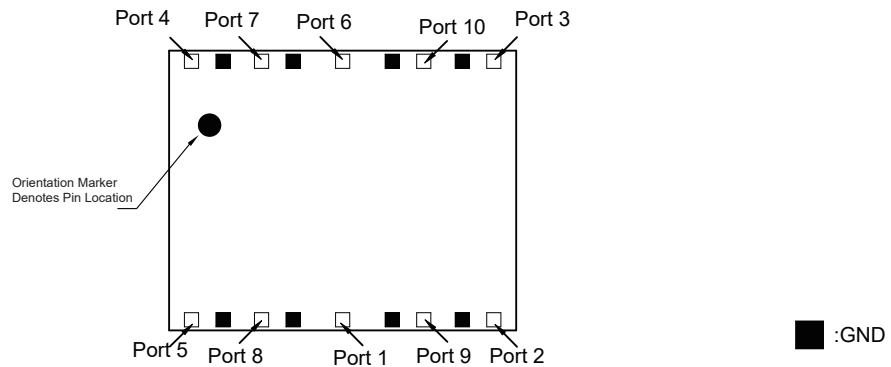 Port 4
Port 7
Port 6
Port 10
Port 3
Orientation Marker
Denotes Pin Location
Port 5
Port 8
Port 1
Port 9
Port 2
:GND